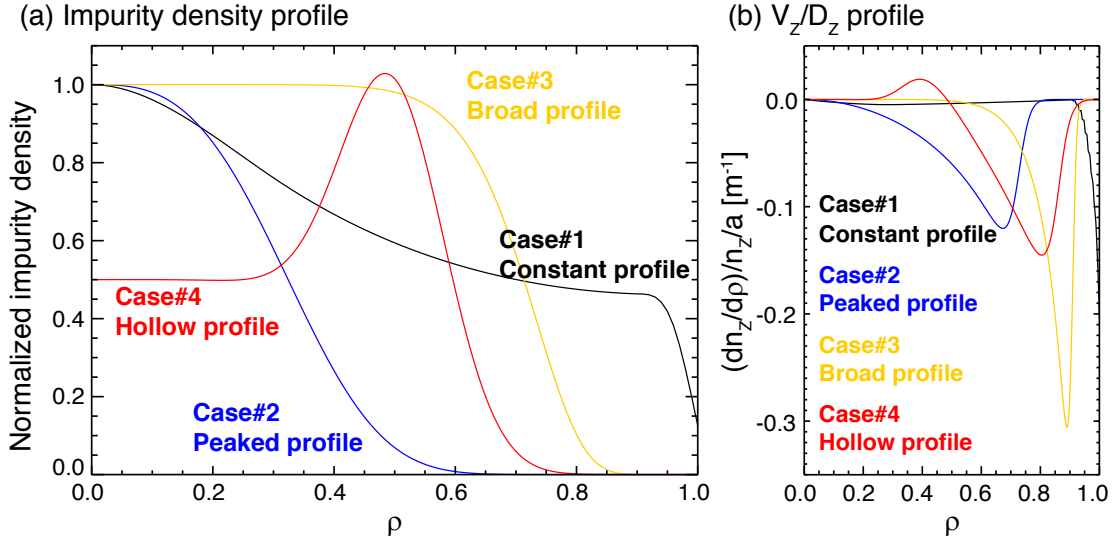 (a) Impurity density profile
Normalized impurity density
1.0
0.8
0.6
0.4
0.2
0.0
Case#3
Broad profile
Case#1
Constant profile
Case#4
Hollow profile
Case#2
Peaked profile
0.0 0.2 0.4 0.6 0.8 1.0
ρ
(b) V_Z/D_Z profile
(dn_Z/dρ)/n_Z/a [m⁻¹]
0.0
-0.1
-0.2
-0.3
Case#1
Constant profile
Case#2
Peaked profile
Case#3
Broad profile
Case#4
Hollow profile
0.0 0.2 0.4 0.6 0.8 1.0
ρ